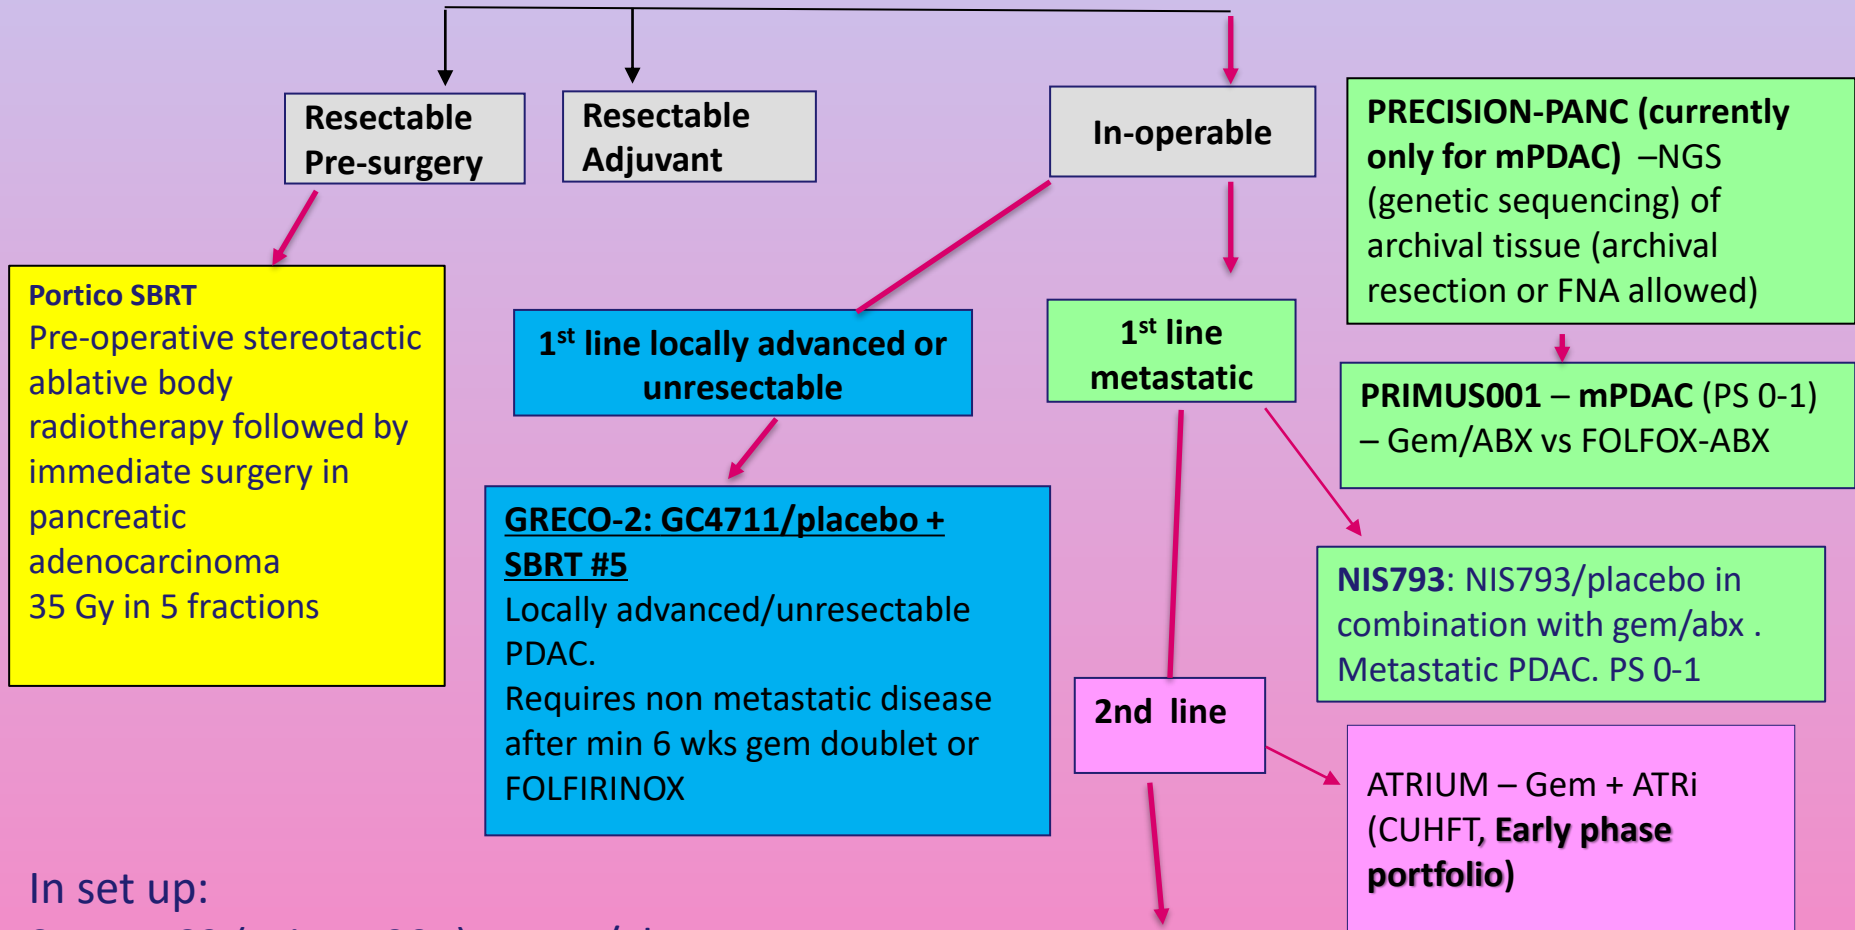 Resectable
Pre-surgery
Resectable
Adjuvant
In-operable
PRECISION-PANC (currently
only for mPDAC) –NGS
(genetic sequencing) of
archival tissue (archival
resection or FNA allowed)
Portico SBRT
Pre-operative stereotactic
ablative body
radiotherapy followed by
immediate surgery in
pancreatic
adenocarcinoma
35 Gy in 5 fractions
1st line locally advanced or
unresectable
1st line
metastatic
PRIMUS001 – mPDAC (PS 0-1)
– Gem/ABX vs FOLFOX-ABX
GRECO-2: GC4711/placebo +
SBRT #5
Locally advanced/unresectable
PDAC.
Requires non metastatic disease
after min 6 wks gem doublet or
FOLFIRINOX
NIS793: NIS793/placebo in
combination with gem/abx .
Metastatic PDAC. PS 0-1
2nd line
ATRIUM – Gem + ATRi
(CUHFT, Early phase
portfolio)
In set up: